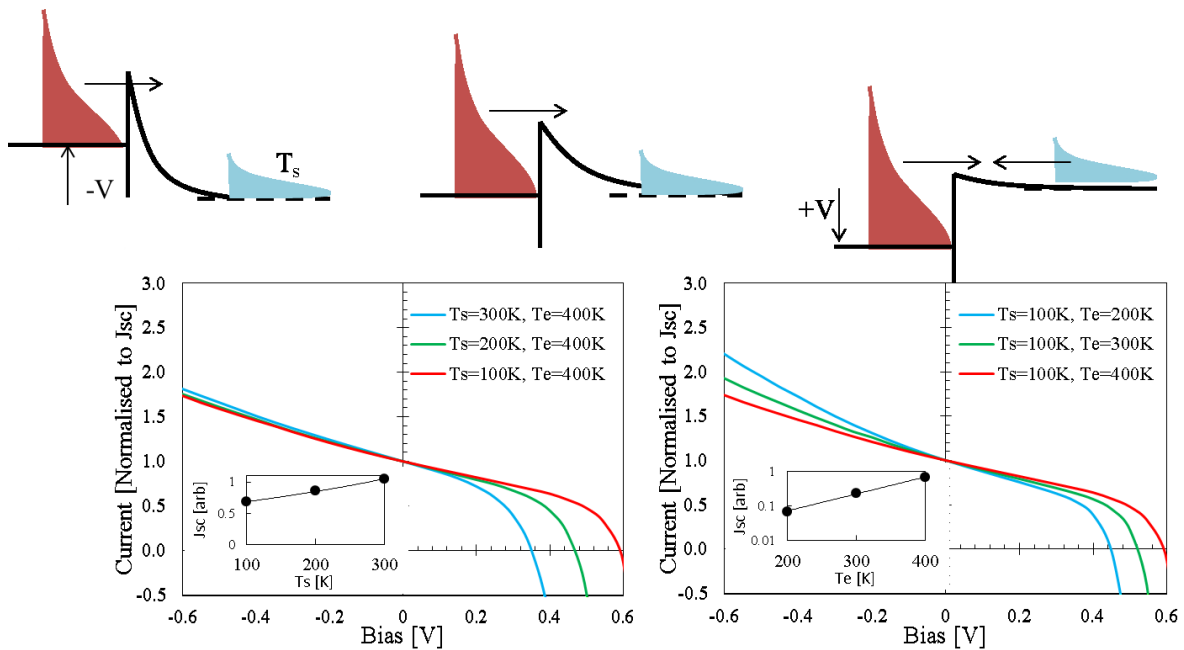 -V
Ts
+V
Current [Normalised to Jsc]
3.0
2.5
2.0
1.5
1.0
0.5
0.0
-0.5
Ts=300K, Te=400K
Ts=200K, Te=400K
Ts=100K, Te=400K
Jsc [arb]
1
0.5
0
100
200
300
Ts [K]
-0.6
-0.4
-0.2
0
0.2
0.4
0.6
Bias [V]
Current [Normalised to Jsc]
3.0
2.5
2.0
1.5
1.0
0.5
0.0
-0.5
Ts=100K, Te=200K
Ts=100K, Te=300K
Ts=100K, Te=400K
Jsc [arb]
1
0.1
0.01
200
300
400
Te [K]
-0.6
-0.4
-0.2
0
0.2
0.4
0.6
Bias [V]